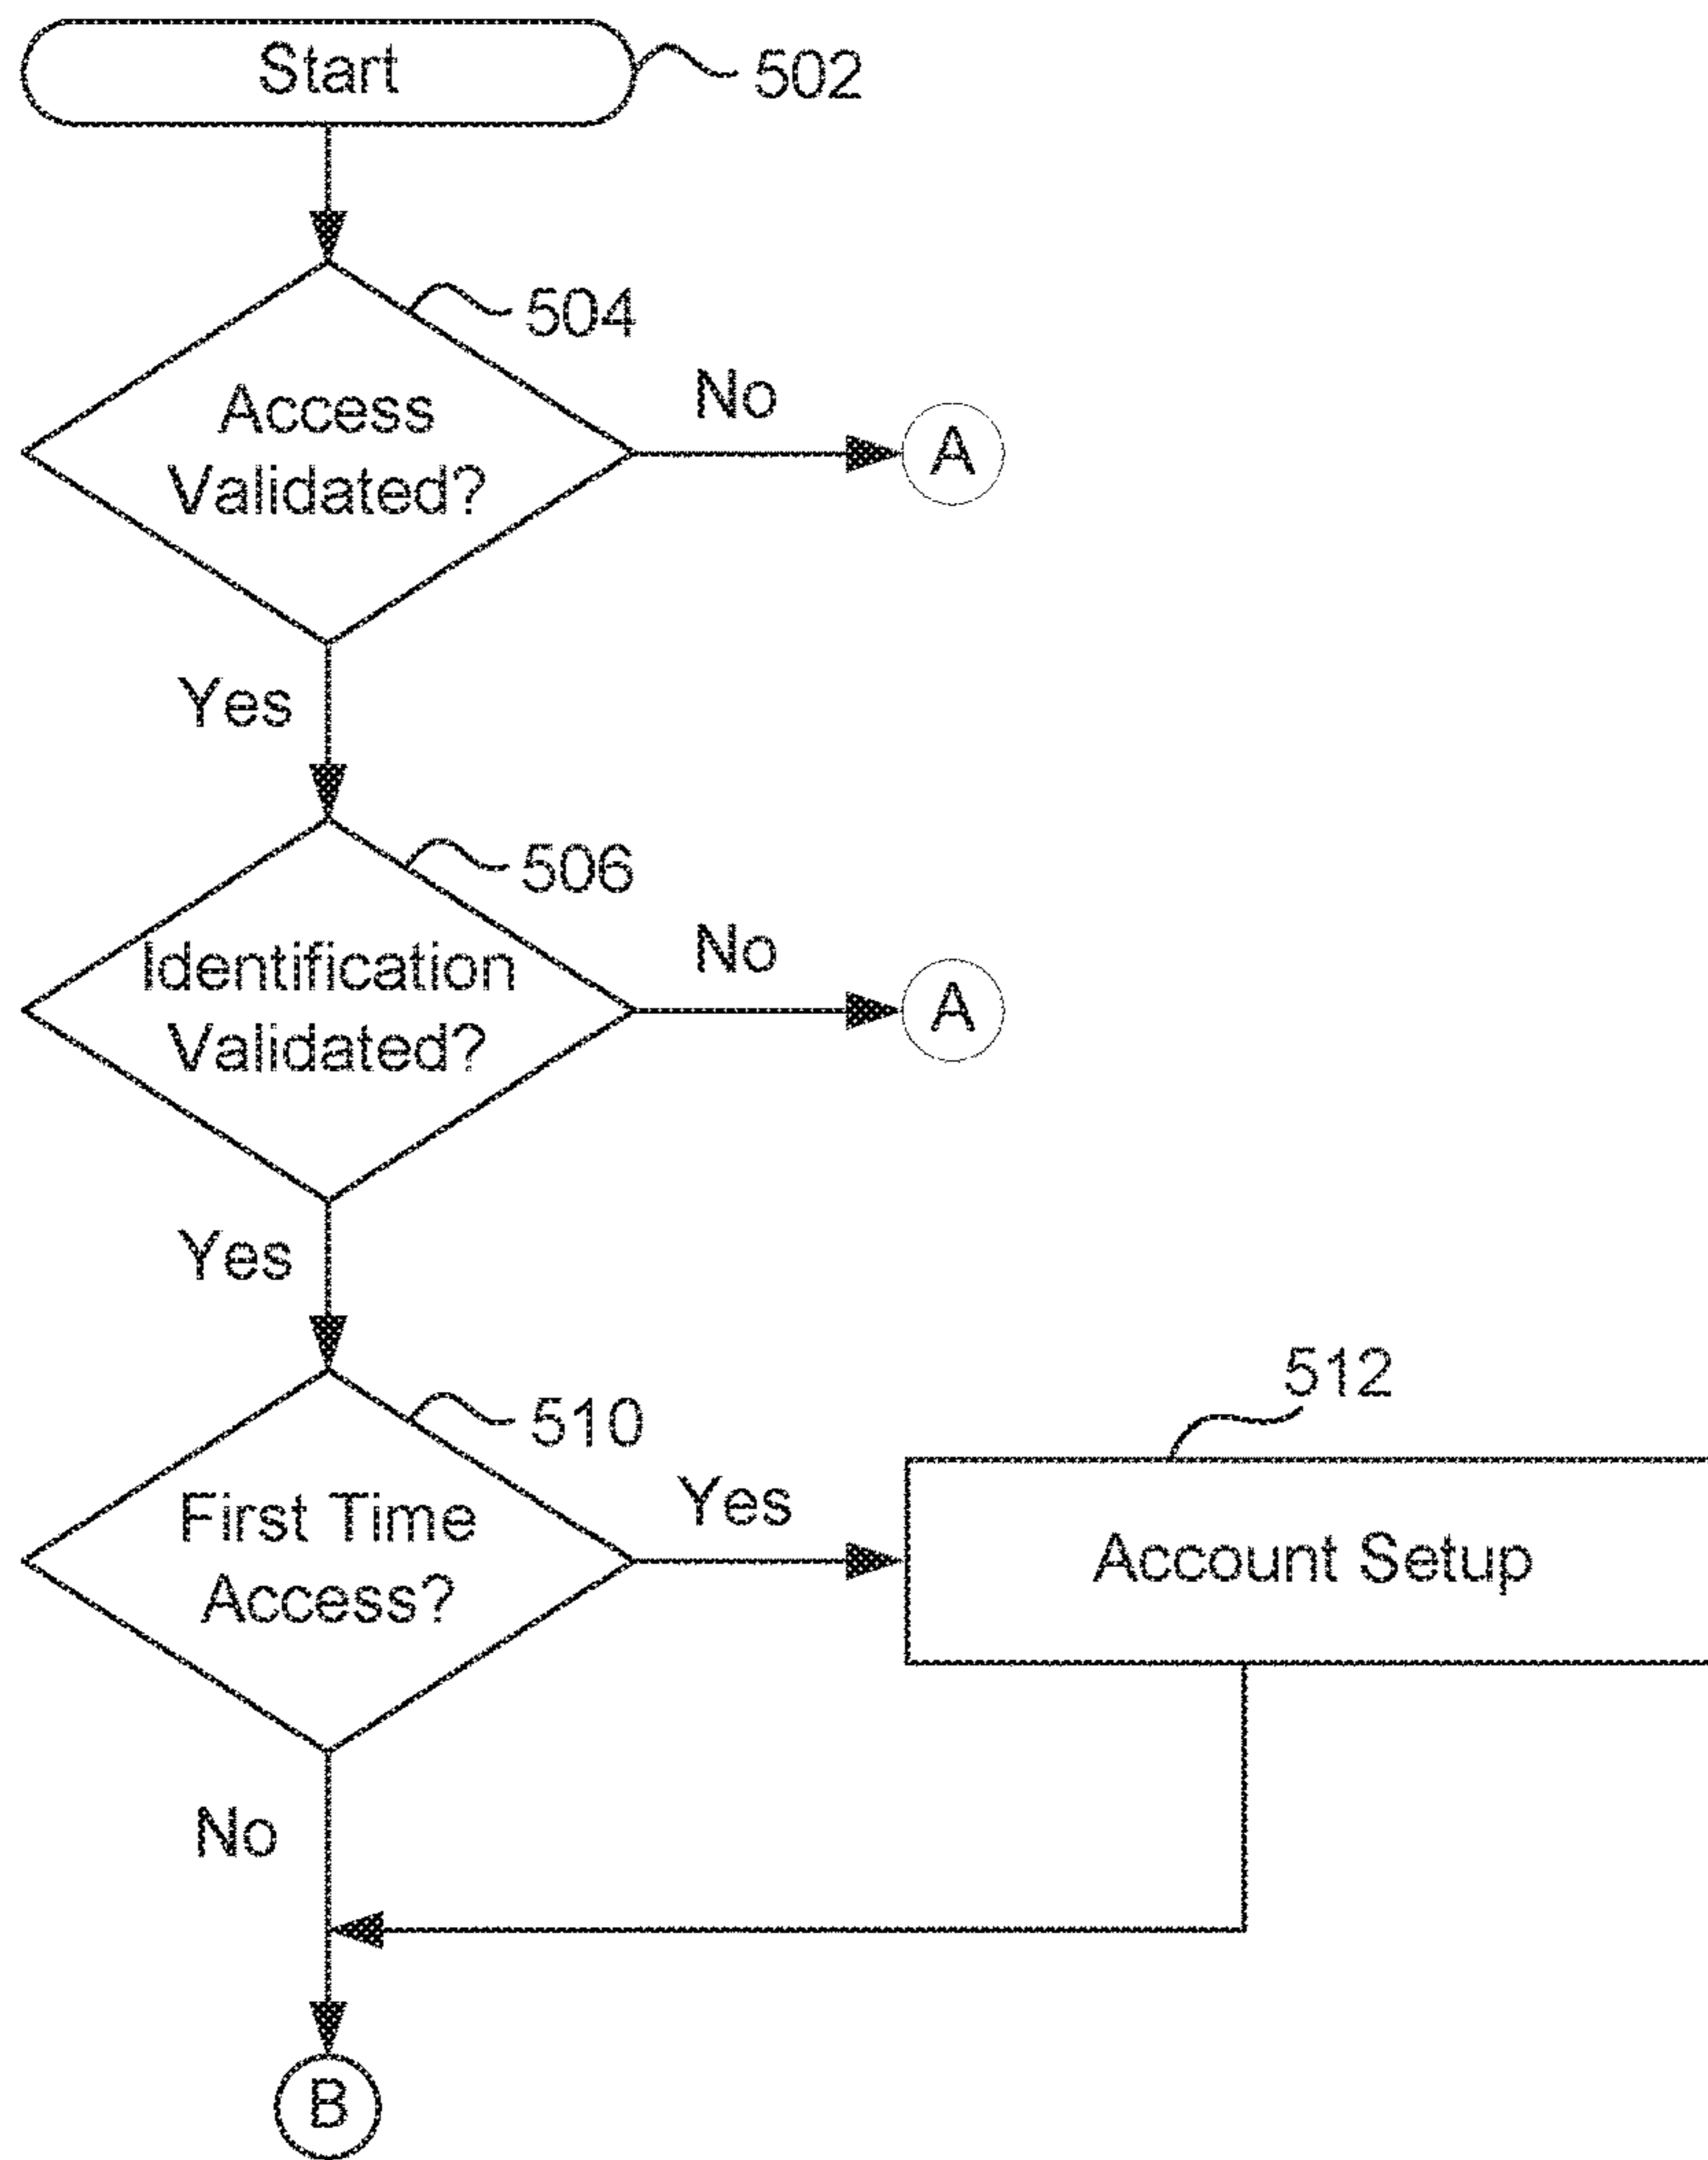 Start
502
504
Access
Validated?
No
A
Yes
506
Identification
Validated?
No
A
Yes
510
512
First Time
Access?
Yes
Account Setup
No
B